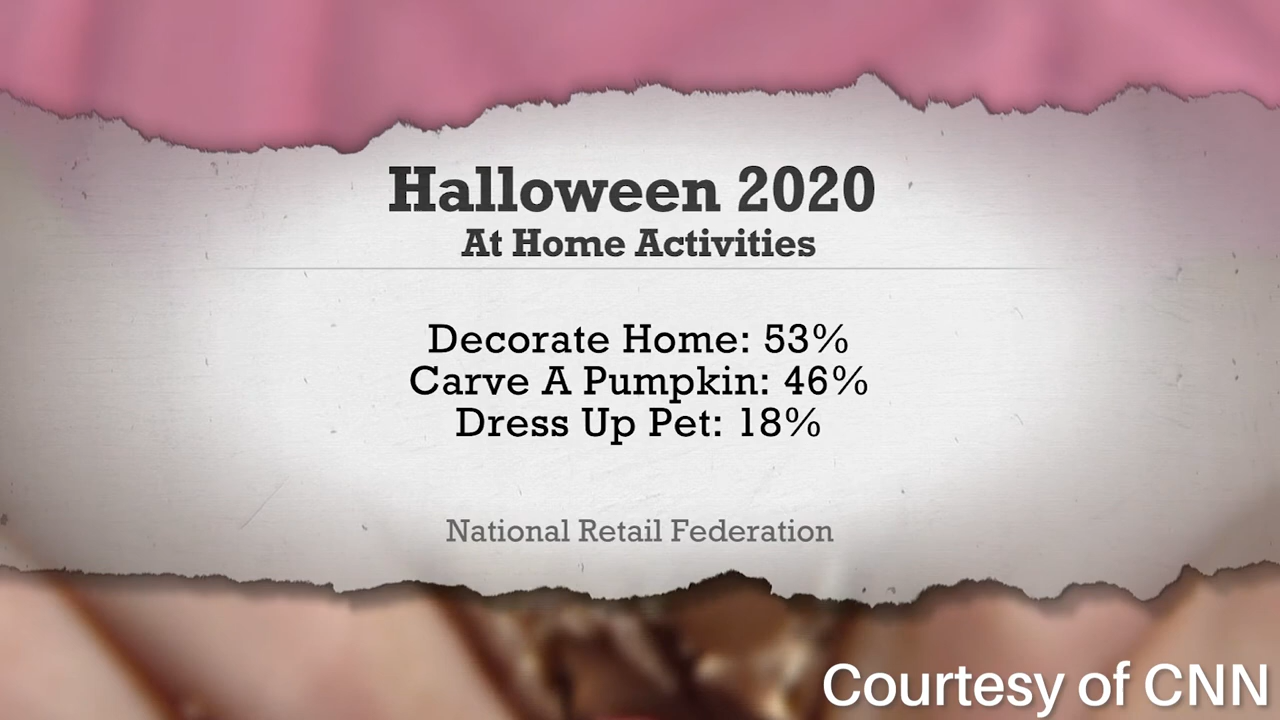 Halloween 2020
At Home Activities
Decorate Home: 53%
Carve A Pumpkin: 46%
Dress Up Pet: 18%
National Retail Federation
Courtesy of CNN